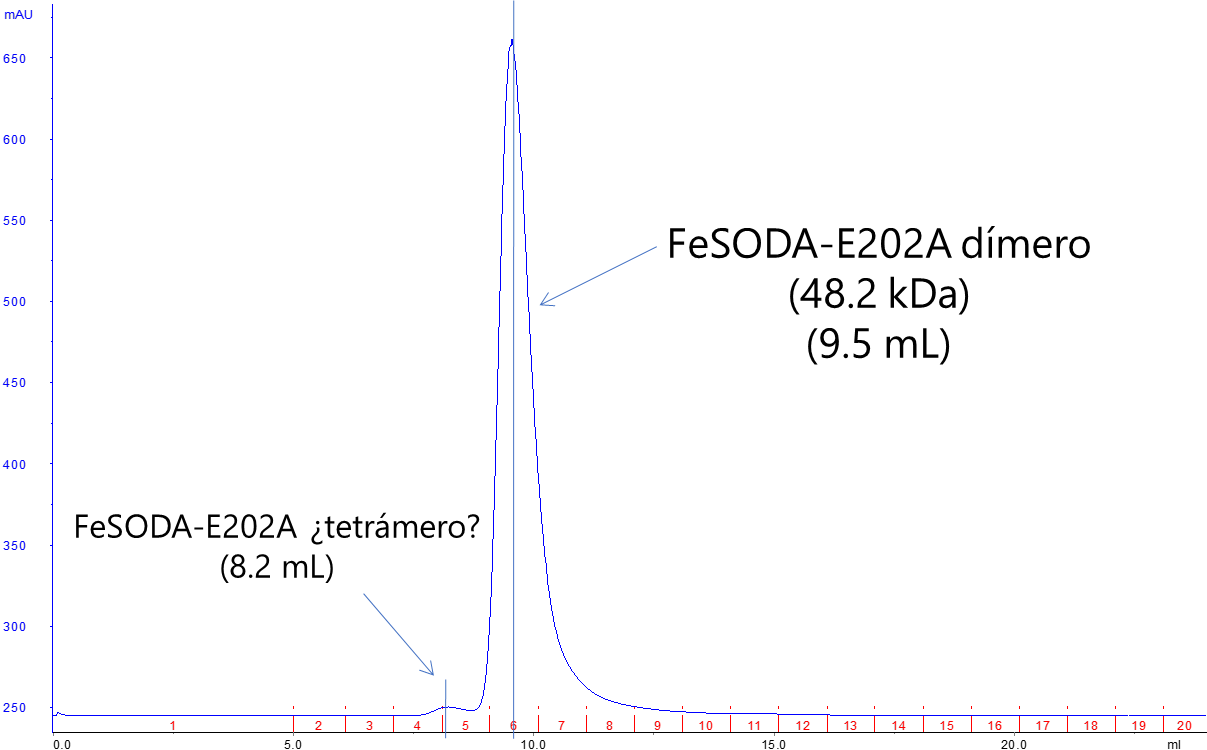 mAU
650
600
550
500
450
400
350
300
250
FeSODA-E202A dímero
(48.2 kDa)
(9.5 mL)
FeSODA-E202A ¿tetrámero?
(8.2 mL)
1 2 3 4 5 6 7 8 9 10 11 12 13 14 15 16 17 18 19 20
0.0 5.0 10.0 15.0 20.0 ml